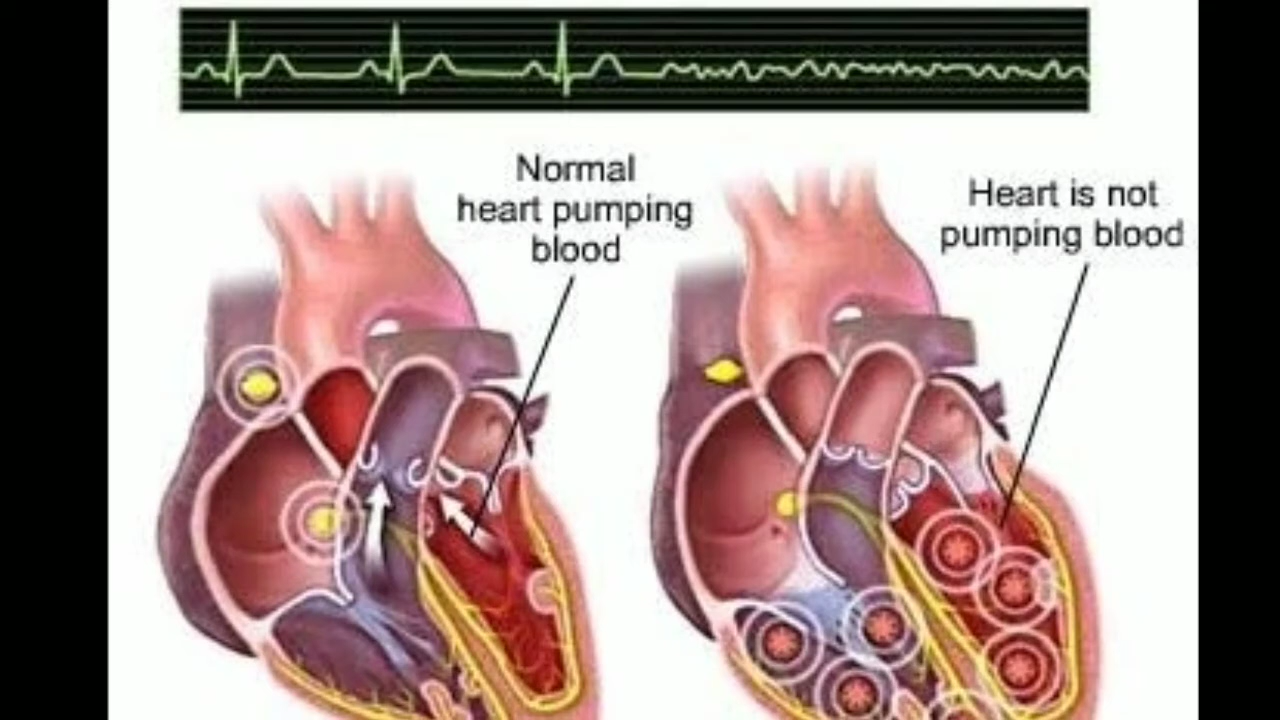 Normal
heart pumping
blood
Heart is not
pumping blood